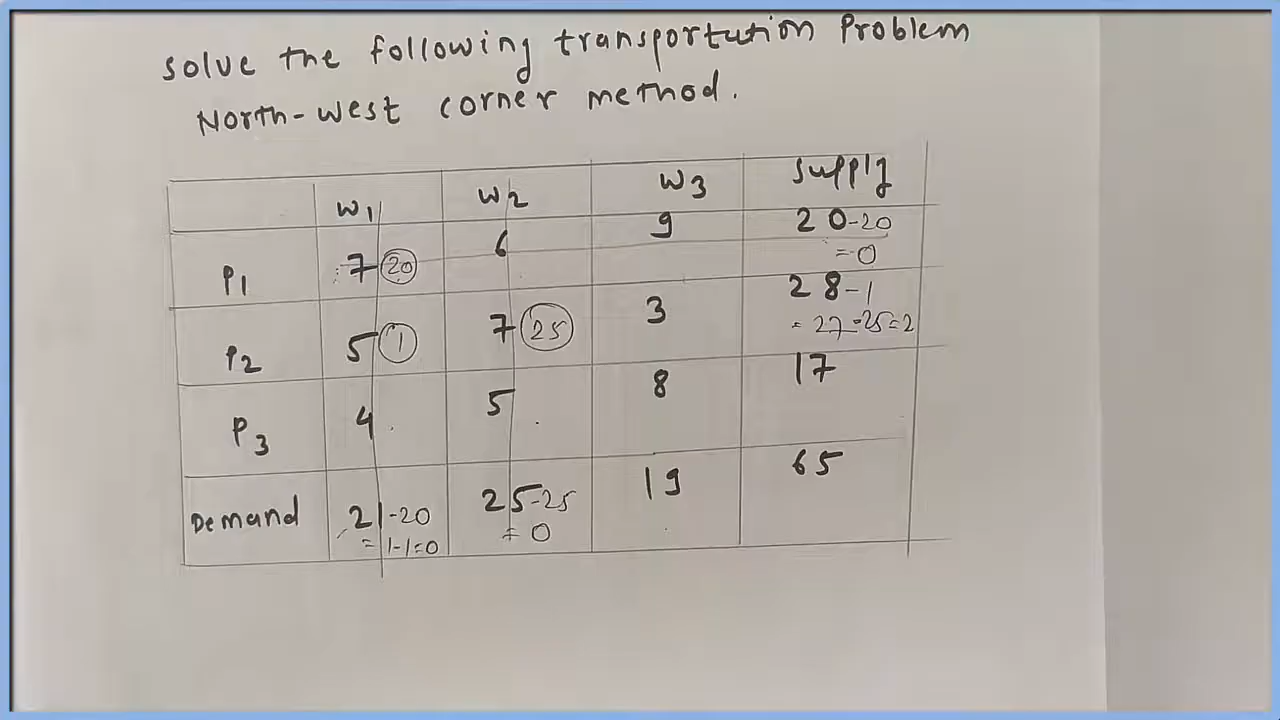 solve the following transportution Problem
North-west corner method.
W1 W2 W3 Supply
P1 7 20 6 9 20-20
=0
P2 5 1 7 25 3 28-1
=27-25=2
P3 4 5 8 17
Demand 21-20 25-25 19 65
=1-1=0 =0